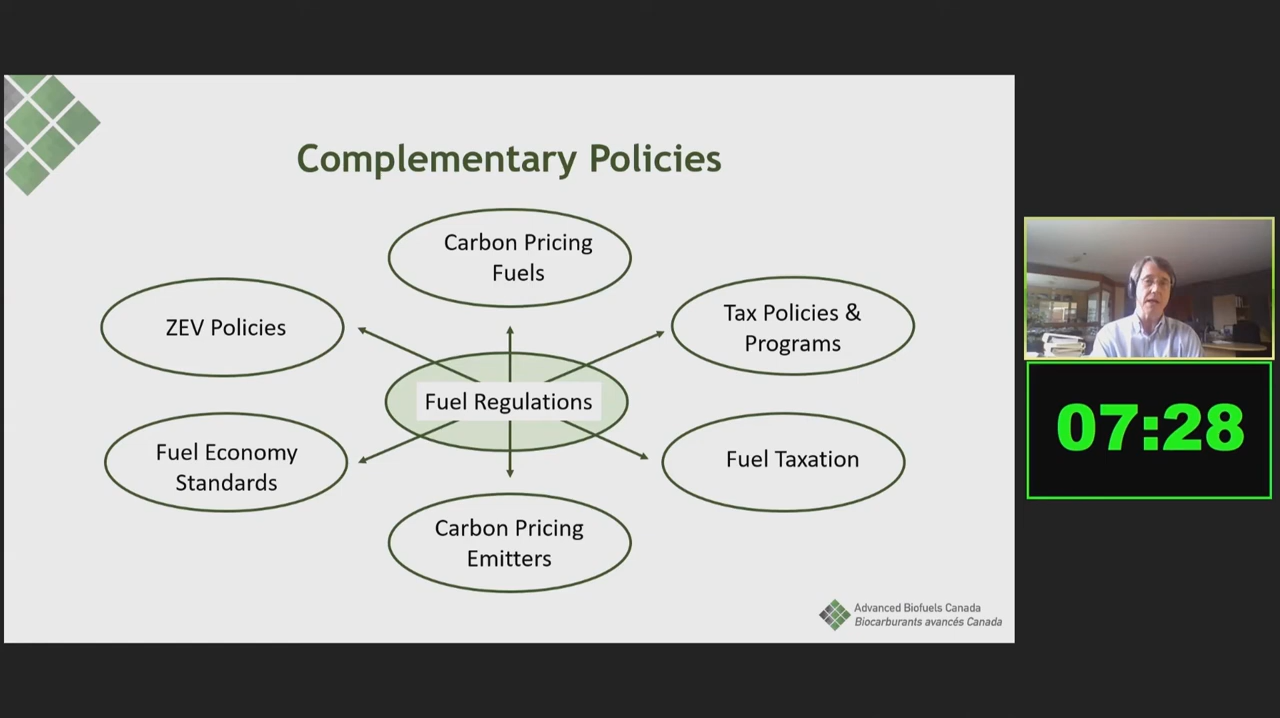 Complementary Policies
Carbon Pricing
Fuels
ZEV Policies
Tax Policies &
Programs
Fuel Regulations
Fuel Economy
Standards
Fuel Taxation
Carbon Pricing
Emitters
Advanced Biofuels Canada
Biocarburants avancés Canada
07:28